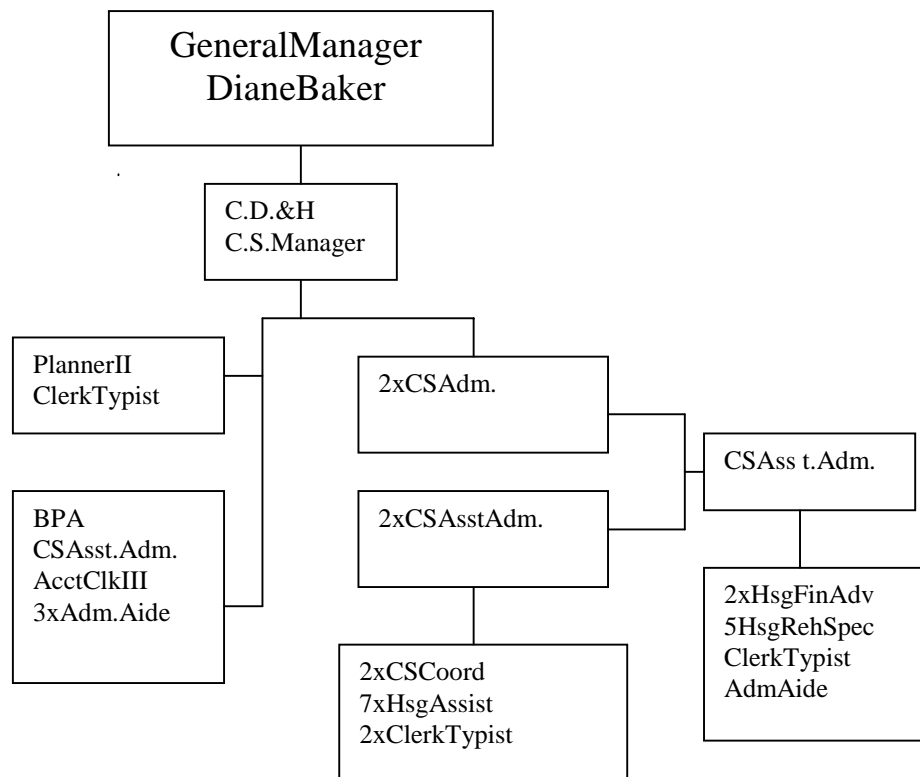 GeneralManager
DianeBaker
C.D.&H
C.S.Manager
PlannerII
ClerkTypist
2xCSAdm.
CSAss t.Adm.
BPA
CSAsst.Adm.
AcctClkIII
3xAdm.Aide
2xCSAsstAdm.
2xHsgFinAdv
5HsgRehSpec
ClerkTypist
AdmAide
2xCSCoord
7xHsgAssist
2xClerkTypist